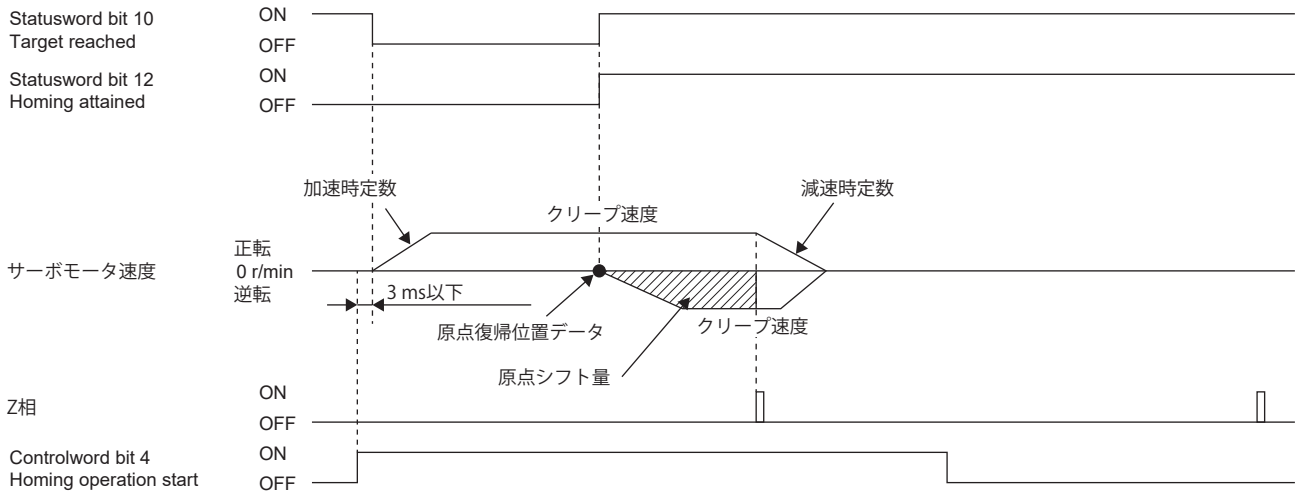 Statusword bit 10
Target reached
ON
OFF
Statusword bit 12
Homing attained
ON
OFF
加速時定数
減速時定数
クリープ速度
サーボモータ速度
正転
0 r/min
逆転
3 ms以下
原点復帰位置データ
クリープ速度
原点シフト量
Z相
ON
OFF
Controlword bit 4
Homing operation start
ON
OFF